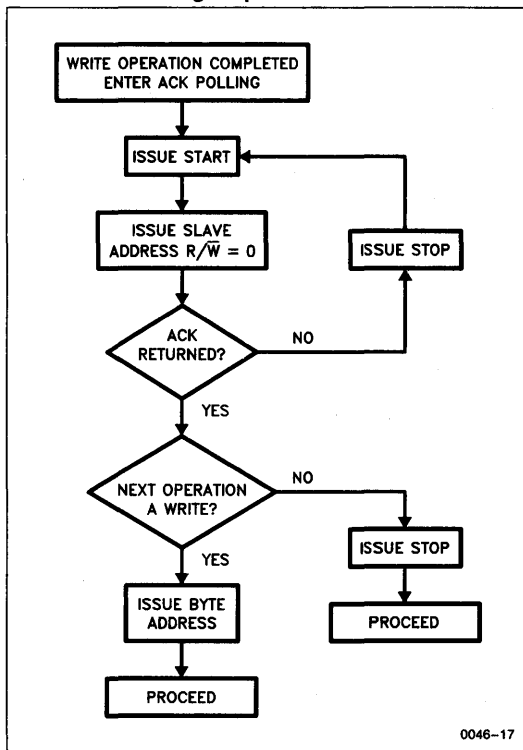 WRITE OPERATION COMPLETED
ENTER ACK POLLING
ISSUE START
ISSUE SLAVE
ADDRESS R/W̅ = 0
ISSUE STOP
ACK
RETURNED?
NO
YES
NEXT OPERATION
A WRITE?
NO
ISSUE STOP
YES
ISSUE BYTE
ADDRESS
PROCEED
PROCEED
0046-17